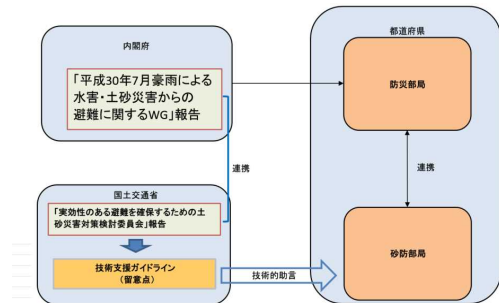 内閣府
「平成30年7月豪雨による
水害・土砂災害からの
避難に関するWG」報告
連携
国土交通省
「実効性のある避難を確保するための土
砂災害対策検討委員会」報告
技術支援ガイドライン
(留意点)
技術的助言
都道府県
防災部局
連携
砂防部局